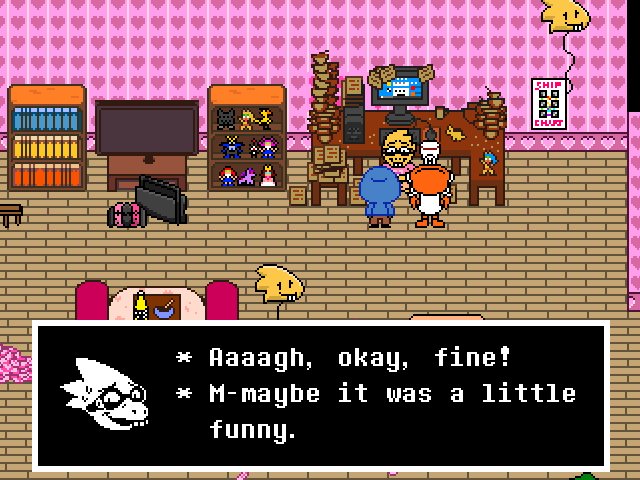 SHIP
CHART
* Aaaagh, okay, fine!
* M-maybe it was a little
funny.